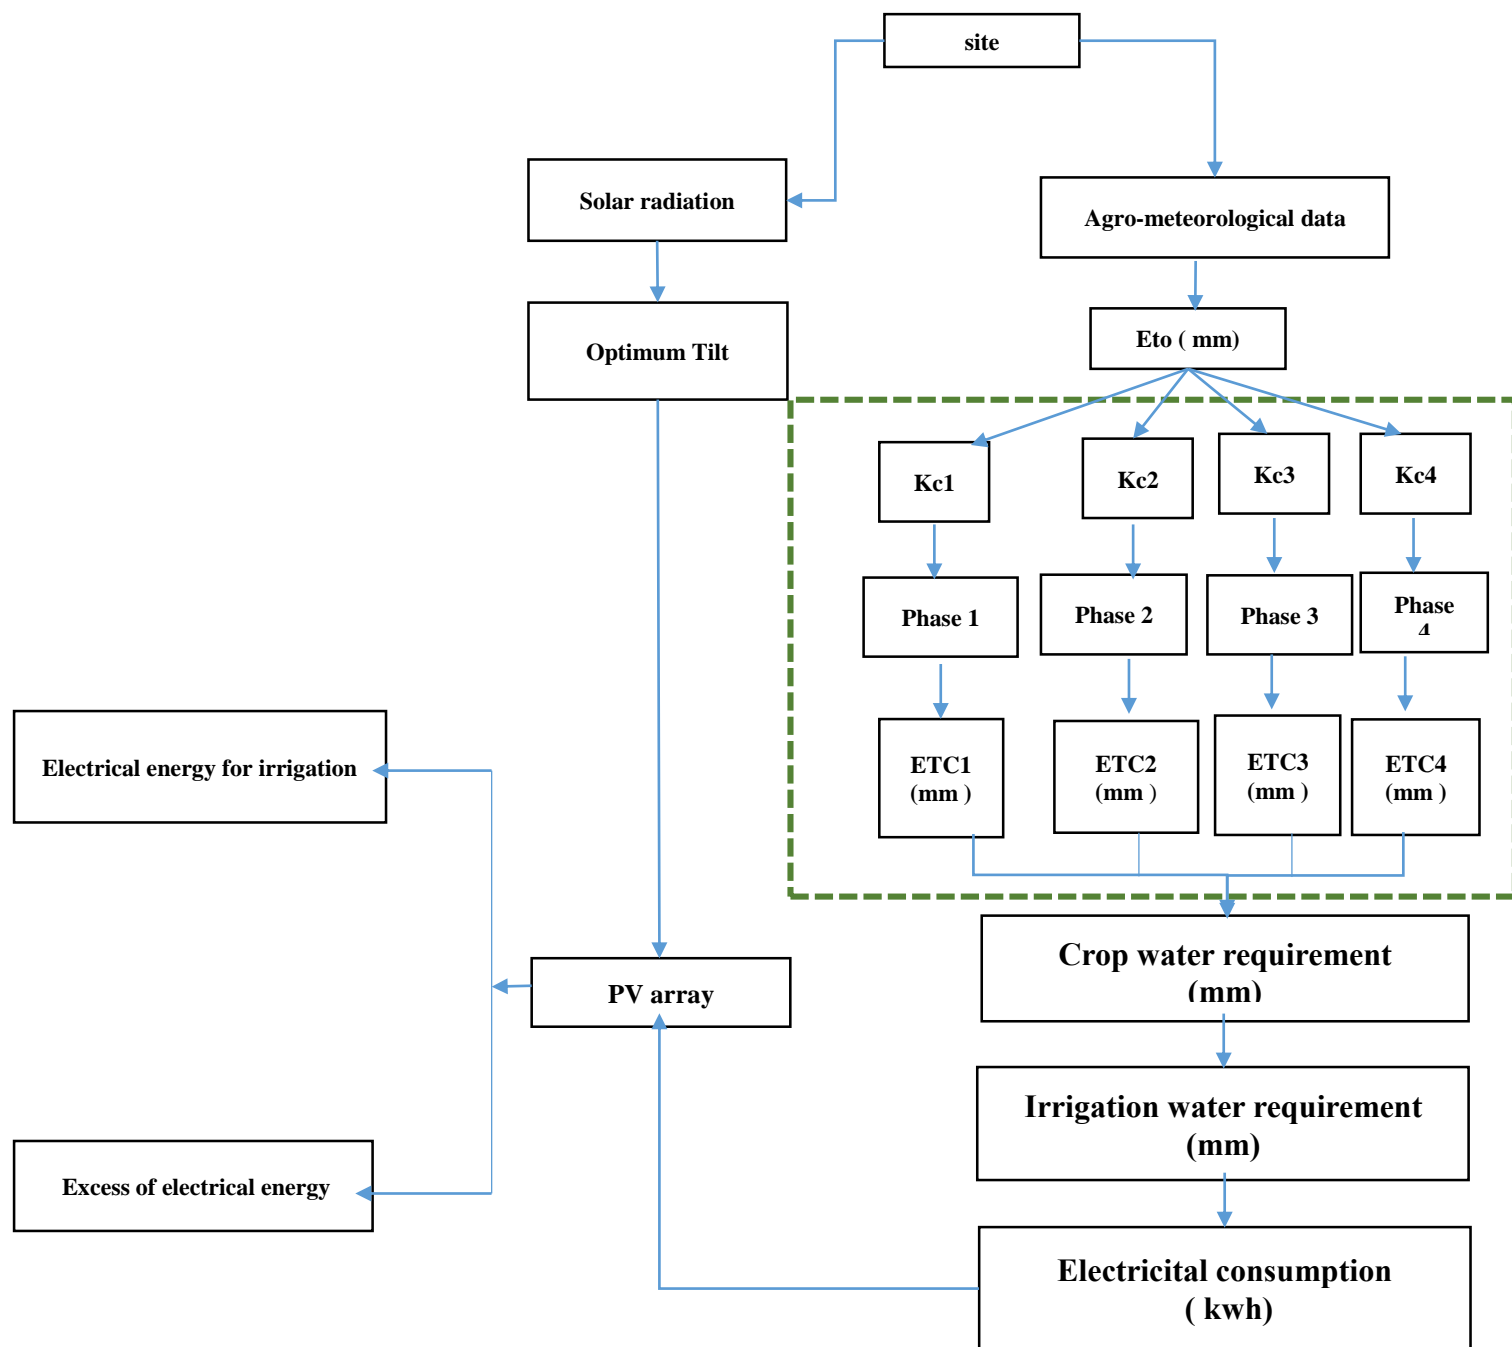 site
Solar radiation
Agro-meteorological data
Optimum Tilt
Eto ( mm)
Kc1
Kc2
Kc3
Kc4
Phase 1
Phase 2
Phase 3
Phase
4
ETC1
(mm )
ETC2
(mm )
ETC3
(mm )
ETC4
(mm )
Electrical energy for irrigation
Crop water requirement
(mm)
PV array
Irrigation water requirement
(mm)
Excess of electrical energy
Electricital consumption
( kwh)